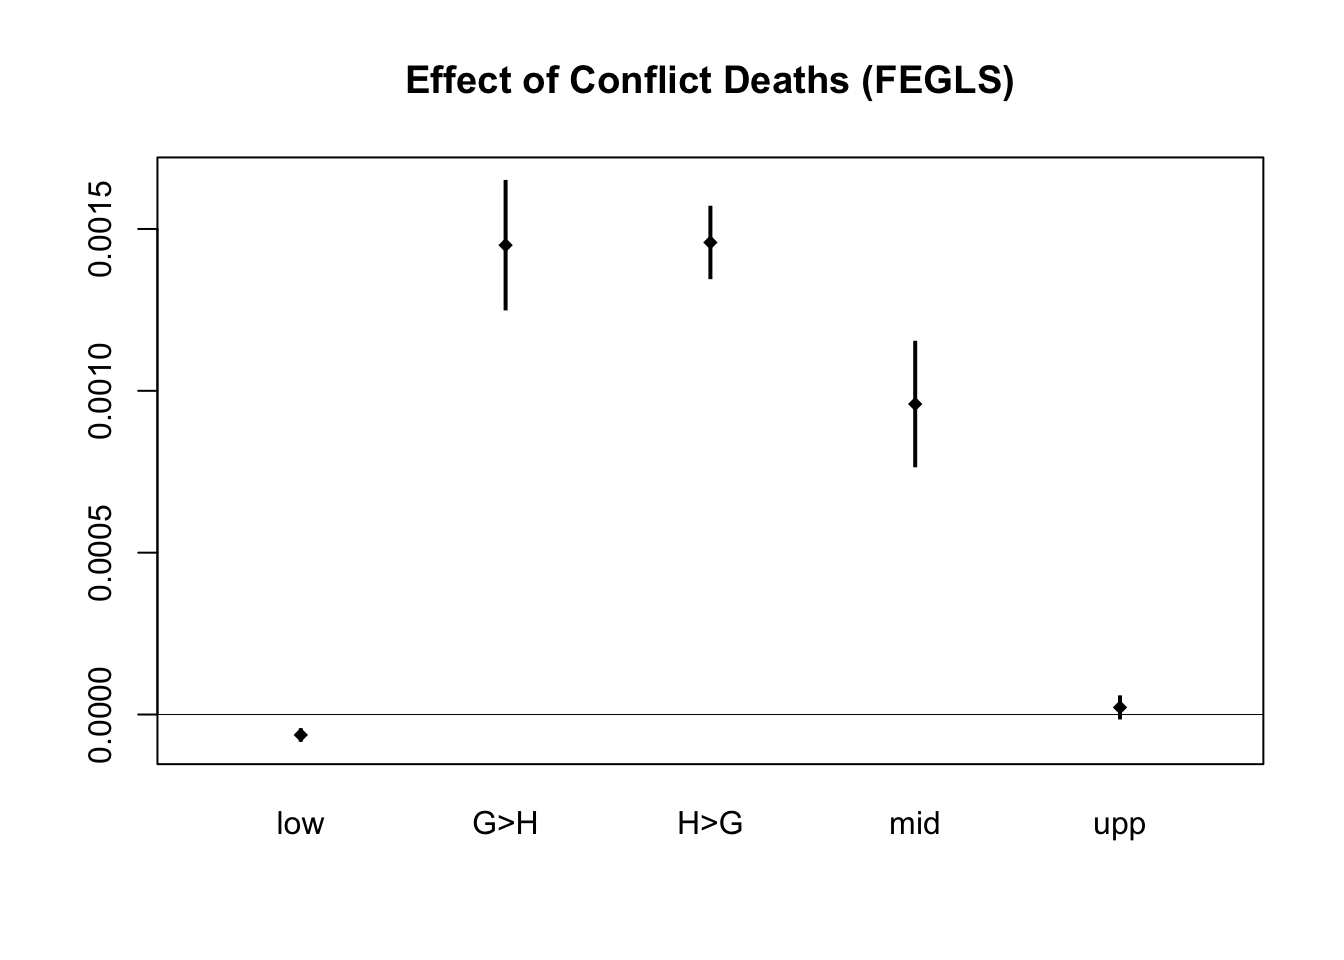 Effect of Conflict Deaths (FEGLS)
0.0015
0.0010
0.0005
0.0000
low G>H H>G mid upp